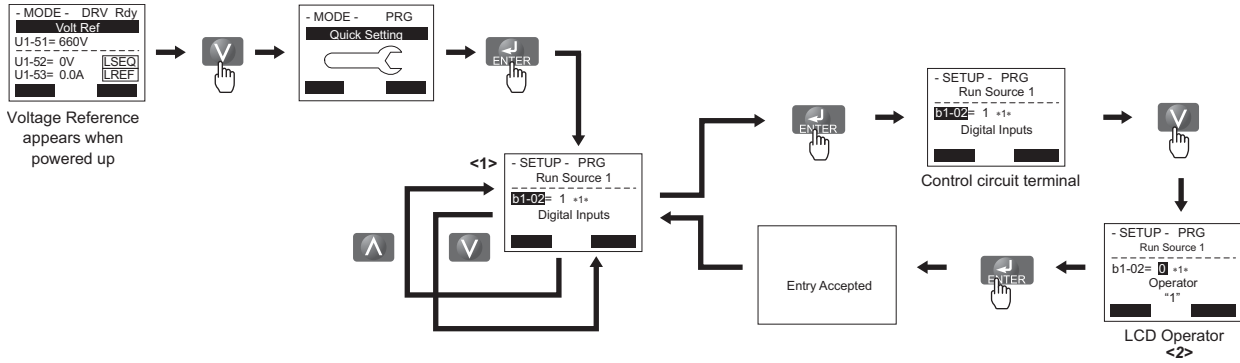 - MODE - DRV Rdy
Volt Ref
U1-51= 660V
U1-52= 0V LSEQ
U1-53= 0.0A LREF
Voltage Reference
appears when
powered up
- MODE - PRG
Quick Setting
ENTER
<1>
- SETUP - PRG
Run Source 1
b1-02= 1 *1*
Digital Inputs
ENTER
- SETUP - PRG
Run Source 1
b1-02= 1 *1*
Digital Inputs
Control circuit terminal
- SETUP - PRG
Run Source 1
b1-02= 0 *1*
Operator
“1”
LCD Operator
<2>
ENTER
Entry Accepted